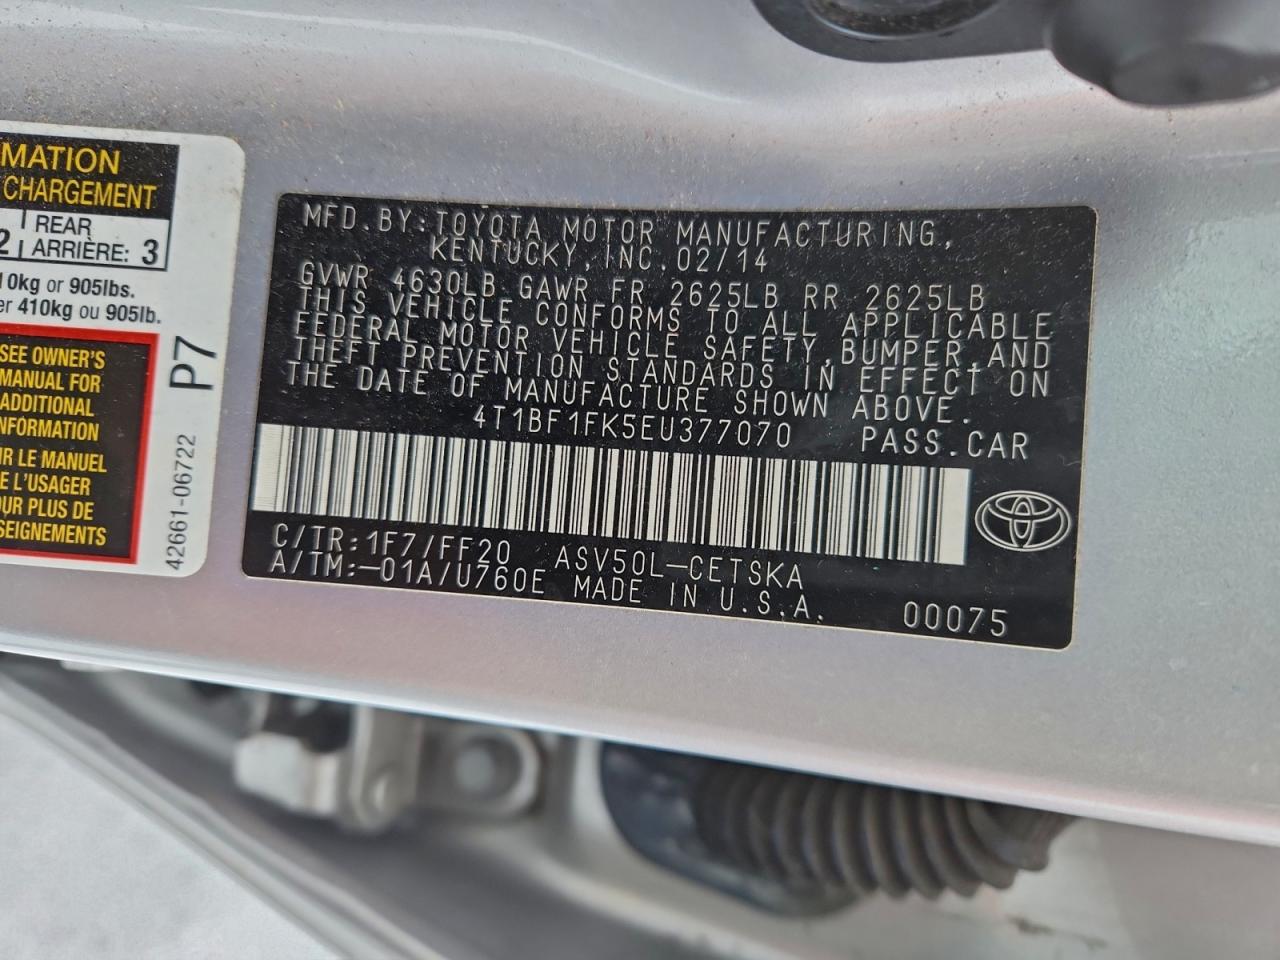 MATION
CHARGEMENT
2 REAR
ARRIÈRE: 3
10kg or 905lbs.
er 410kg ou 905lb.
SEE OWNER'S
MANUAL FOR
ADDITIONAL
INFORMATION
R LE MANUEL
E L'USAGER
OUR PLUS DE
SEIGNEMENTS
P7
42661-06722
MFD.BY:TOYOTA MOTOR MANUFACTURING,
KENTUCKY,INC.02/14
GVWR 4630LB GAWR FR 2625LB RR 2625LB
THIS VEHICLE CONFORMS TO ALL APPLICABLE
FEDERAL MOTOR VEHICLE SAFETY,BUMPER,AND
THEFT PREVENTION STANDARDS IN EFFECT ON
THE DATE OF MANUFACTURE SHOWN ABOVE.
4T1BF1FK5EU377070 PASS.CAR
C/TR:1F7/FF20 ASV50L-CETSKA
A/TM:-01A/U760E MADE IN U.S.A. 00075